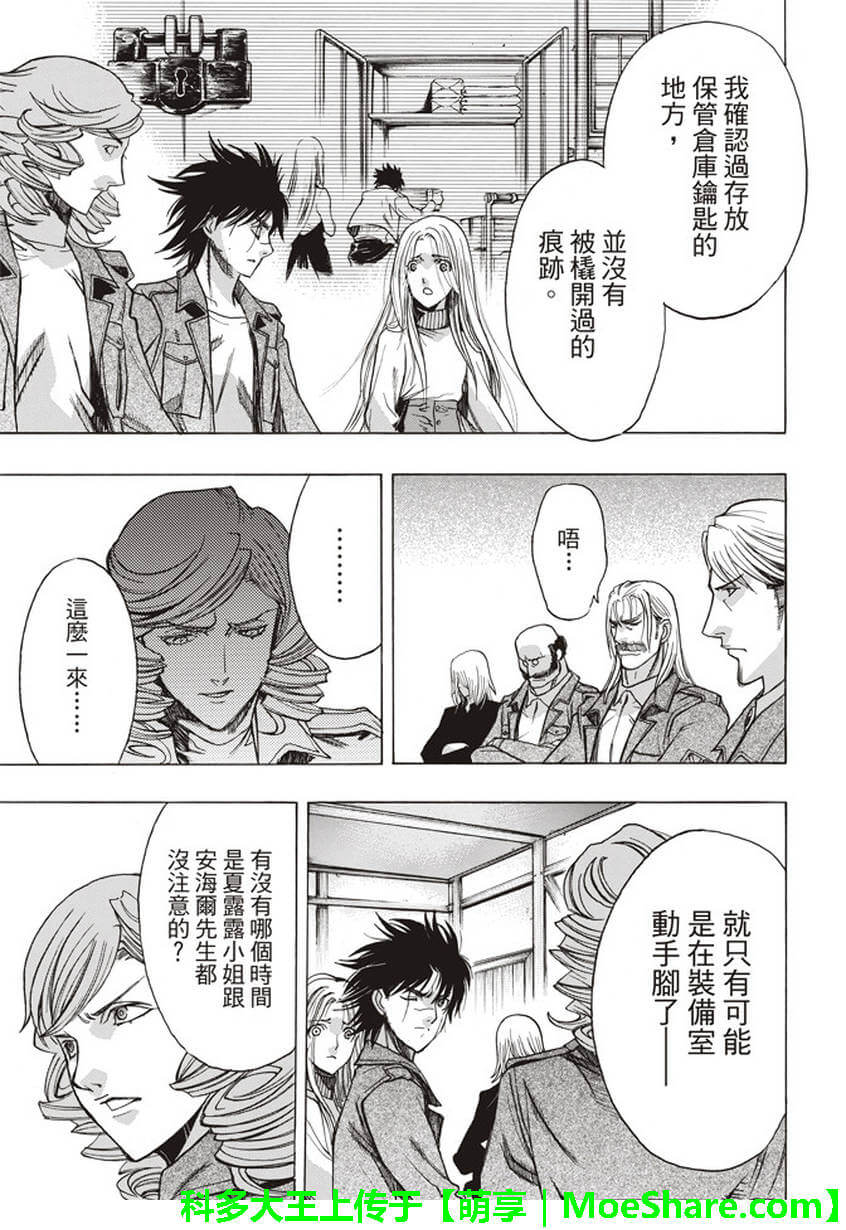 我確認過存放
保管倉庫鑰匙的
地方，
並沒有
被橇開過的
痕跡。
唔…
………
這麼一來……
就只有可能
是在裝備室
動手腳了——
有沒有哪個時間
是夏露露小姐跟
安海爾先生都
沒注意的？
科多大王上传于【萌享｜MoeShare.com】